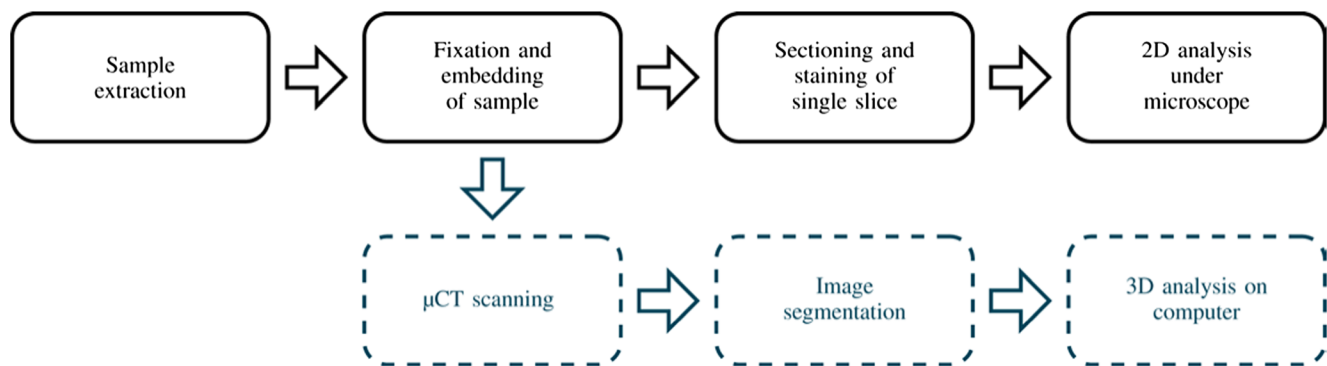 Sample
extraction
Fixation and
embedding
of sample
Sectioning and
staining of
single slice
2D analysis
under
microscope
μCT scanning
Image
segmentation
3D analysis on
computer